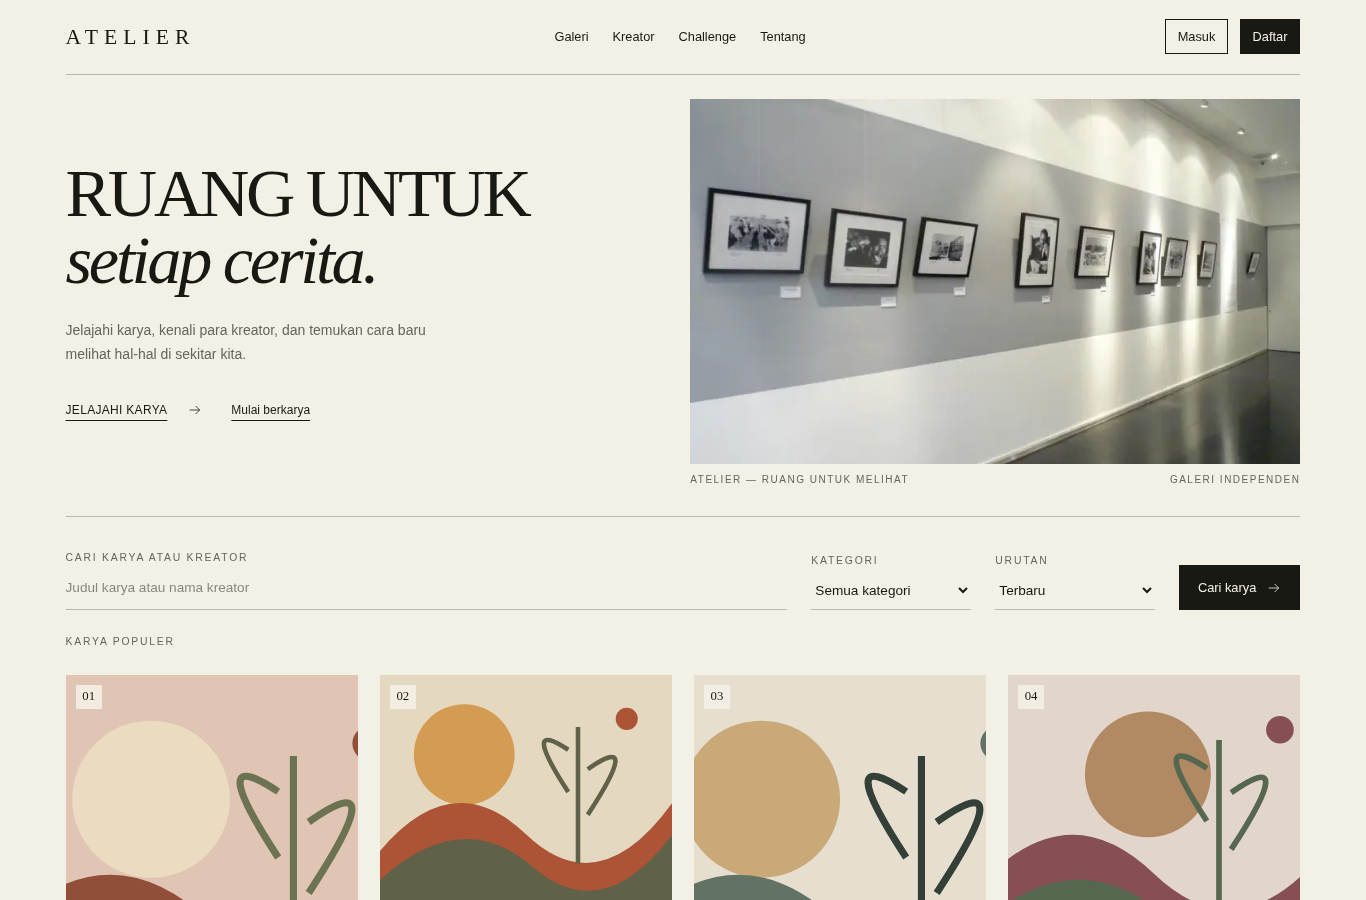 ATELIER
Galeri
Kreator
Challenge
Tentang
Masuk
Daftar
RUANG UNTUK
setiap cerita.
Jelajahi karya, kenali para kreator, dan temukan cara baru
melihat hal-hal di sekitar kita.
JELAJAHI KARYA →
Mulai berkarya
ATELIER — RUANG UNTUK MELIHAT
GALERI INDEPENDEN
CARI KARYA ATAU KREATOR
Judul karya atau nama kreator
KATEGORI
Semua kategori
URUTAN
Terbaru
Cari karya →
KARYA POPULER
01
02
03
04